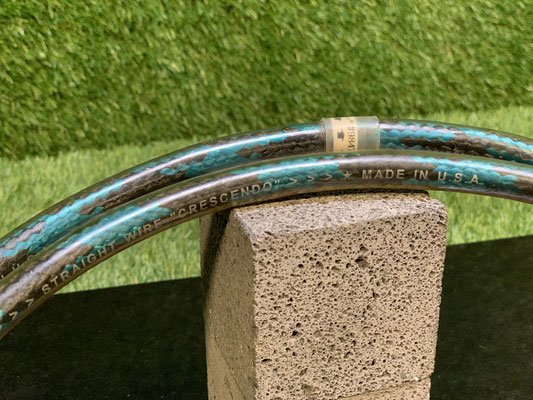 > > STRAIGHT WIRE "CRESCENDO" > > > > ★ MADE IN U.S.A